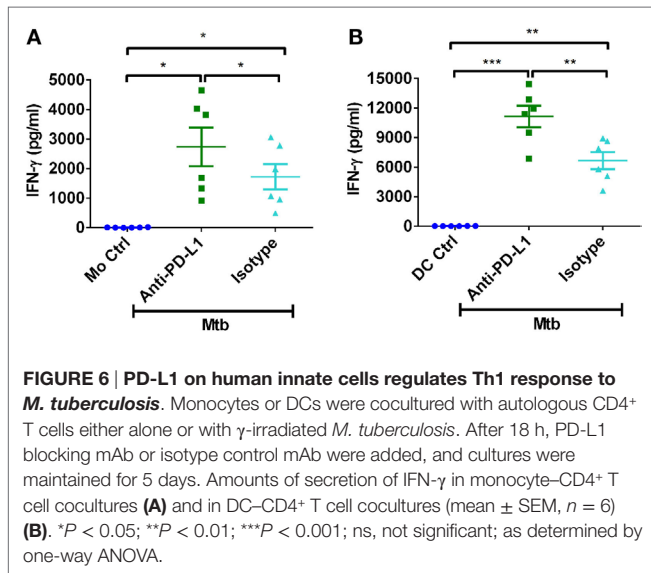 A
B
*
*
*
**
***
**
IFN-γ (pg/ml)
5000
4000
3000
2000
1000
0
Mo Ctrl
Anti-PD-L1
Isotype
Mtb
IFN-γ (pg/ml)
15000
12000
9000
6000
3000
0
DC Ctrl
Anti-PD-L1
Isotype
Mtb
FIGURE 6 | PD-L1 on human innate cells regulates Th1 response to
M. tuberculosis. Monocytes or DCs were cocultured with autologous CD4⁺
T cells either alone or with γ-irradiated M. tuberculosis. After 18 h, PD-L1
blocking mAb or isotype control mAb were added, and cultures were
maintained for 5 days. Amounts of secretion of IFN-γ in monocyte–CD4⁺ T
cell cocultures (A) and in DC–CD4⁺ T cell cocultures (mean ± SEM, n = 6)
(B). *P < 0.05; **P < 0.01; ***P < 0.001; ns, not significant; as determined by
one-way ANOVA.